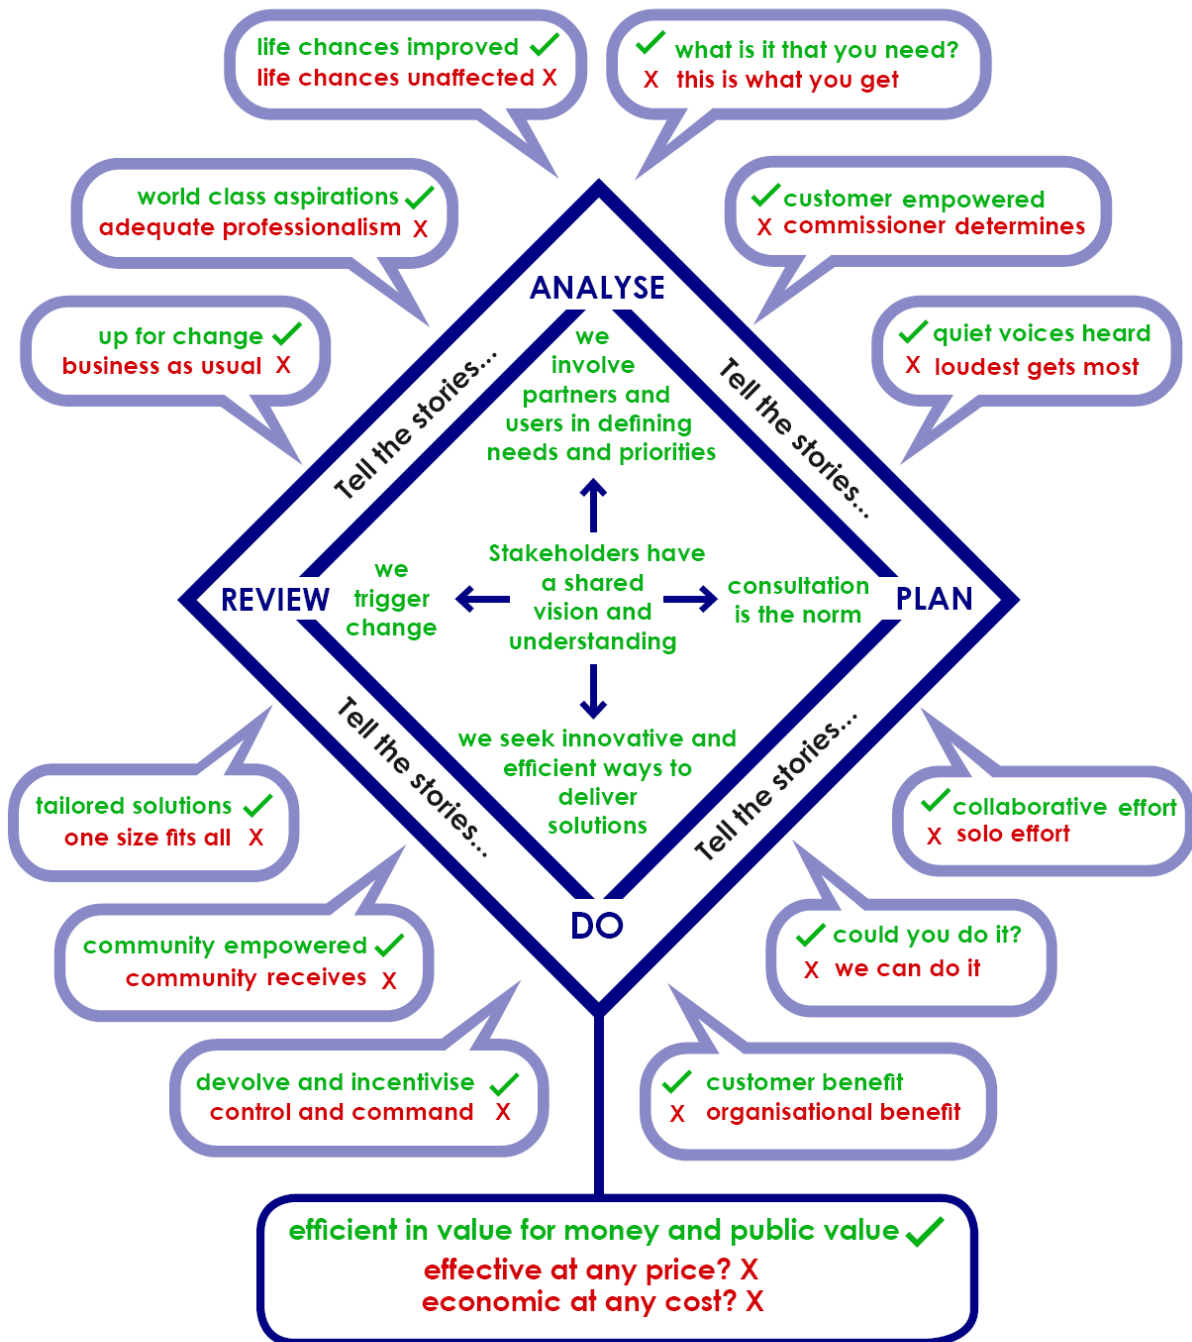 life chances improved ✓
life chances unaffected X
✓ what is it that you need?
X this is what you get
world class aspirations ✓
adequate professionalism X
✓ customer empowered
X commissioner determines
up for change ✓
business as usual X
✓ quiet voices heard
X loudest gets most
ANALYSE
we
involve
partners and
users in defining
needs and priorities
Tell the stories...
Tell the stories...
REVIEW
we
trigger
change
Stakeholders have
a shared
vision and
understanding
consultation
is the norm
PLAN
we seek innovative and
efficient ways to
deliver
solutions
Tell the stories...
Tell the stories...
DO
tailored solutions ✓
one size fits all X
✓ collaborative effort
X solo effort
community empowered ✓
community receives X
✓ could you do it?
X we can do it
devolve and incentivise ✓
control and command X
✓ customer benefit
X organisational benefit
efficient in value for money and public value ✓
effective at any price? X
economic at any cost? X